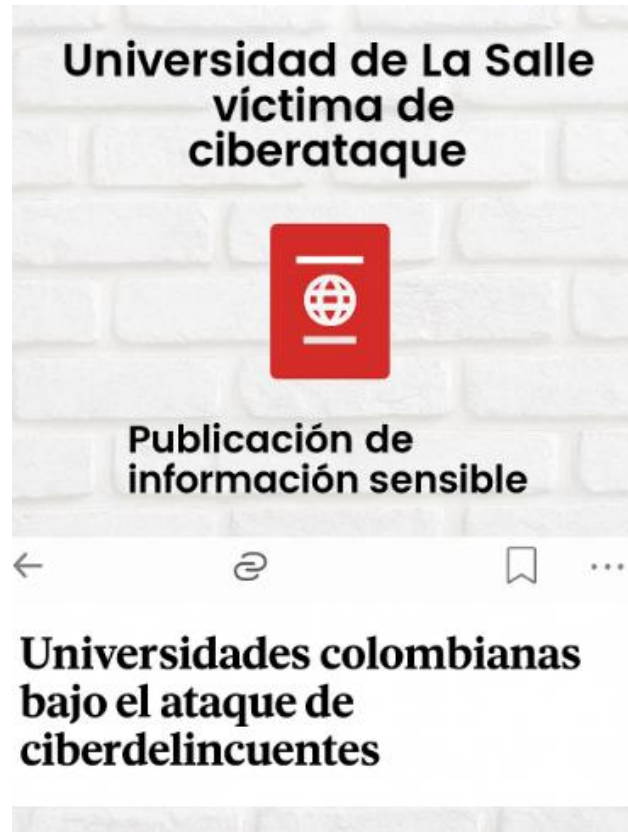 Universidad de La Salle
víctima de
ciberataque
Publicación de
información sensible
Universidades colombianas
bajo el ataque de
ciberdelincuentes